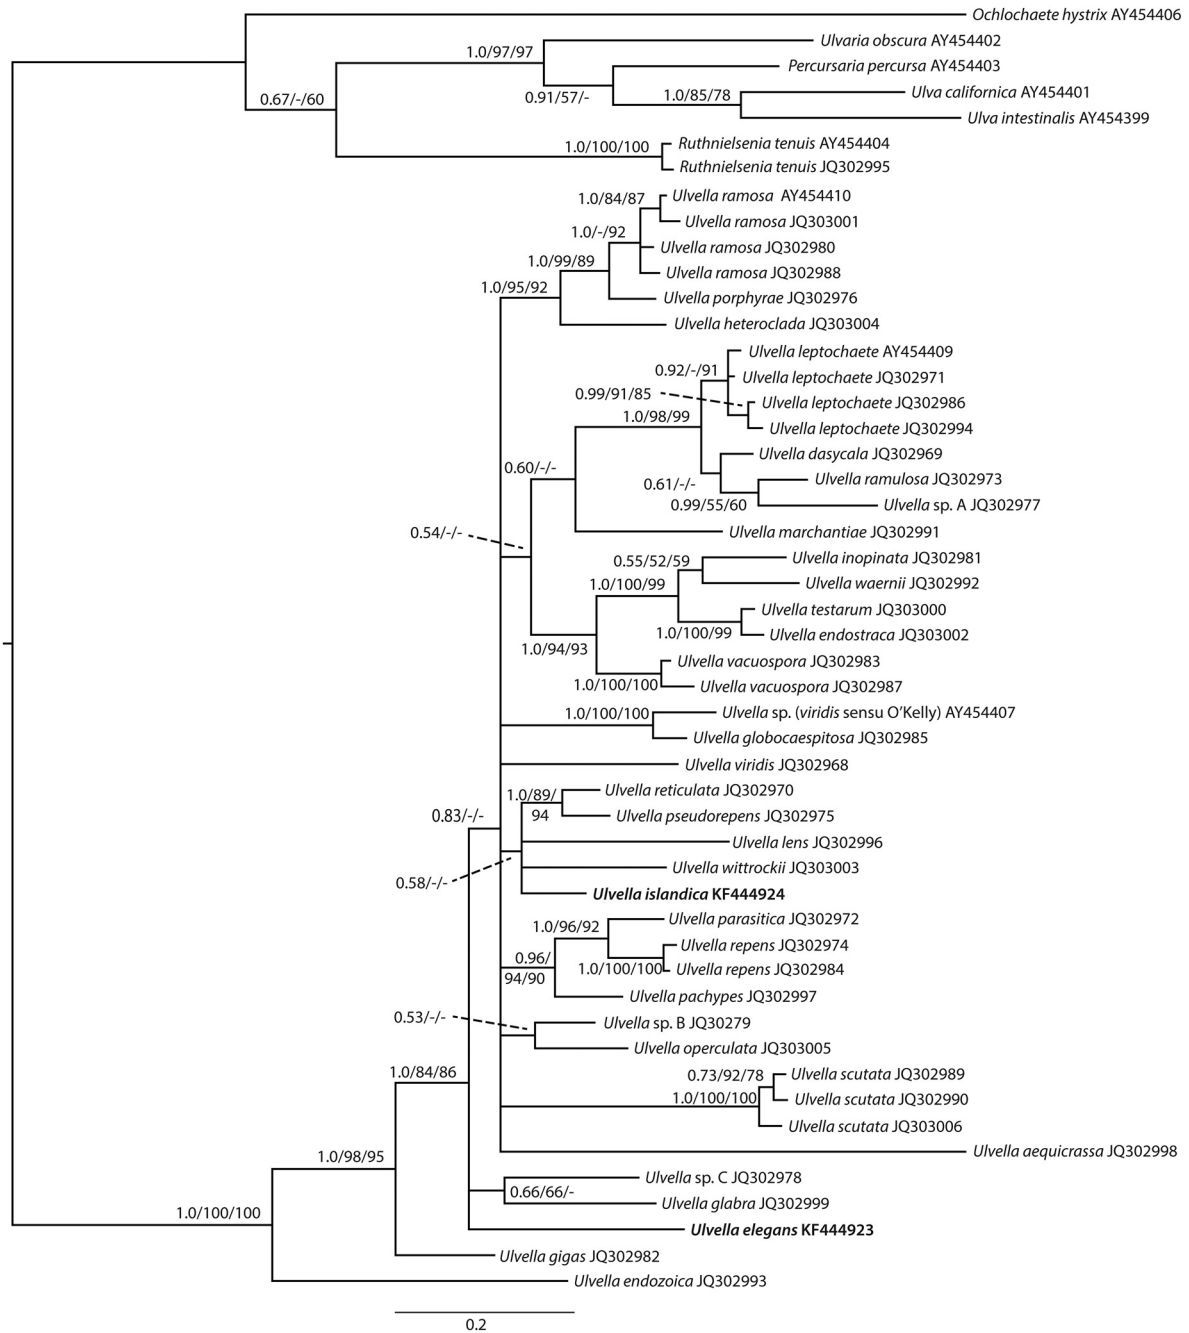 Ochlochaete hystrix AY454406
Ulvaria obscura AY454402
1.0/97/97
Percursaria percursa AY454403
0.91/57/-
Ulva californica AY454401
1.0/85/78
0.67/-/60
Ulva intestinalis AY454399
Ruthnielsenia tenuis AY454404
1.0/100/100
Ruthnielsenia tenuis JQ302995
Ulvella ramosa AY454410
1.0/84/87
Ulvella ramosa JQ303001
1.0/-/92
Ulvella ramosa JQ302980
1.0/99/89
Ulvella ramosa JQ302988
1.0/95/92
Ulvella porphyrae JQ302976
Ulvella heteroclada JQ303004
Ulvella leptochaete AY454409
0.92/-/91
Ulvella leptochaete JQ302971
0.99/91/85
Ulvella leptochaete JQ302986
1.0/98/99
Ulvella leptochaete JQ302994
Ulvella dasycala JQ302969
0.60/-/-
0.61/-/-
Ulvella ramulosa JQ302973
0.99/55/60
Ulvella sp. A JQ302977
0.54/-/-
Ulvella marchantiae JQ302991
0.55/52/59
Ulvella inopinata JQ302981
1.0/100/99
Ulvella waernii JQ302992
Ulvella testarum JQ303000
1.0/100/99
Ulvella endostraca JQ303002
1.0/94/93
Ulvella vacuospora JQ302983
1.0/100/100
Ulvella vacuospora JQ302987
1.0/100/100
Ulvella sp. (viridis sensu O’Kelly) AY454407
Ulvella globocaespitosa JQ302985
Ulvella viridis JQ302968
1.0/89/
94
Ulvella reticulata JQ302970
0.83/-/-
Ulvella pseudorepens JQ302975
Ulvella lens JQ302996
Ulvella wittrockii JQ303003
0.58/-/-
Ulvella islandica KF444924
Ulvella parasitica JQ302972
1.0/96/92
Ulvella repens JQ302974
0.96/
94/90
1.0/100/100
Ulvella repens JQ302984
Ulvella pachypes JQ302997
0.53/-/-
Ulvella sp. B JQ30279
Ulvella operculata JQ303005
1.0/84/86
0.73/92/78
Ulvella scutata JQ302989
1.0/100/100
Ulvella scutata JQ302990
Ulvella scutata JQ303006
1.0/98/95
Ulvella aequicrassa JQ302998
Ulvella sp. C JQ302978
0.66/66/-
Ulvella glabra JQ302999
1.0/100/100
Ulvella elegans KF444923
Ulvella gigas JQ302982
Ulvella endozoica JQ302993
0.2